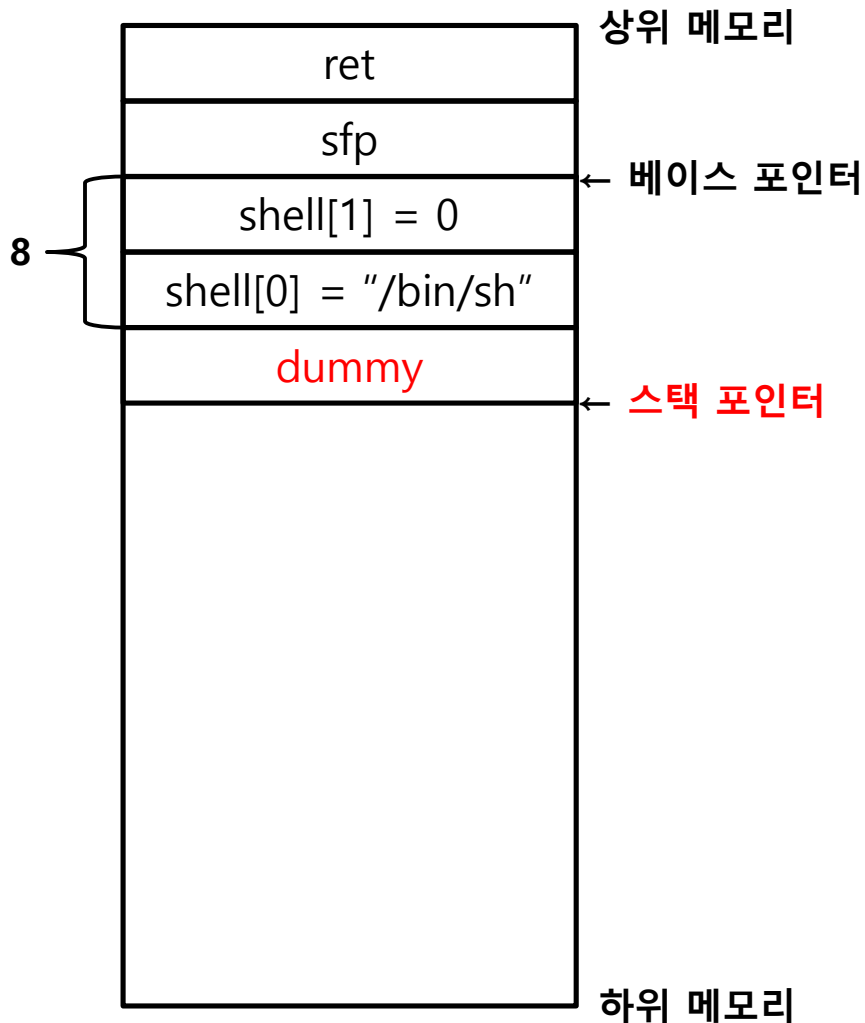 상위 메모리
ret
sfp
← 베이스 포인터
shell[1] = 0
8
shell[0] = "/bin/sh"
dummy
← 스택 포인터
하위 메모리